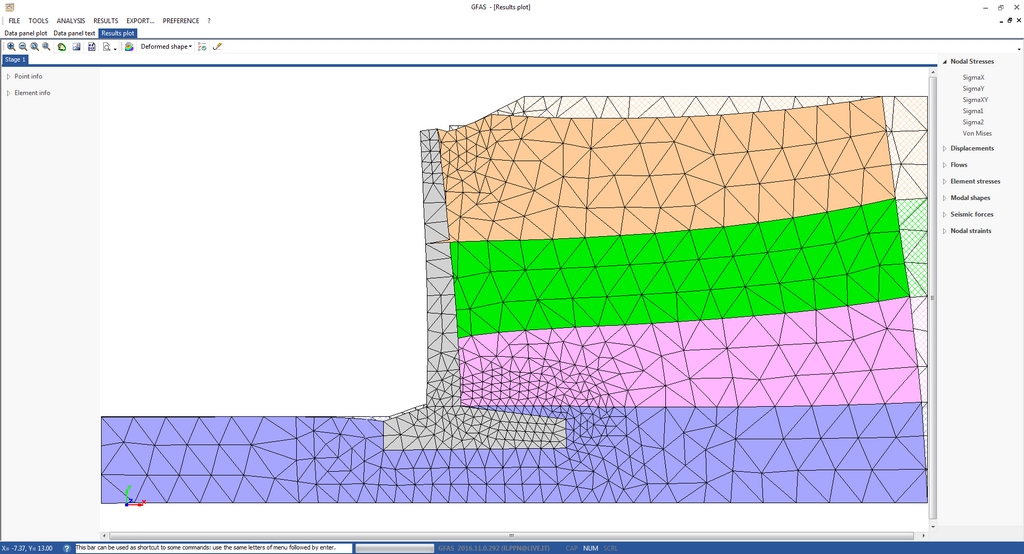 GFAS - [Results plot]
FILE TOOLS ANALYSIS RESULTS EXPORT... PREFERENCE ?
Data panel plot Data panel text Results plot
Deformed shape
Stage 1
Point info
Element info
Nodal Stresses
SigmaX
SigmaY
SigmaXY
Sigma1
Sigma2
Von Mises
Displacements
Flows
Element stresses
Modal shapes
Seismic forces
Nodal straints
X= -7.37, Y= 13.00 ? This bar can be used as shortcut to some commands: use the same letters of menu followed by enter. GFAS 2016.11.0.292 (ILPPN@LIVE.IT) CAP NUM SCRL